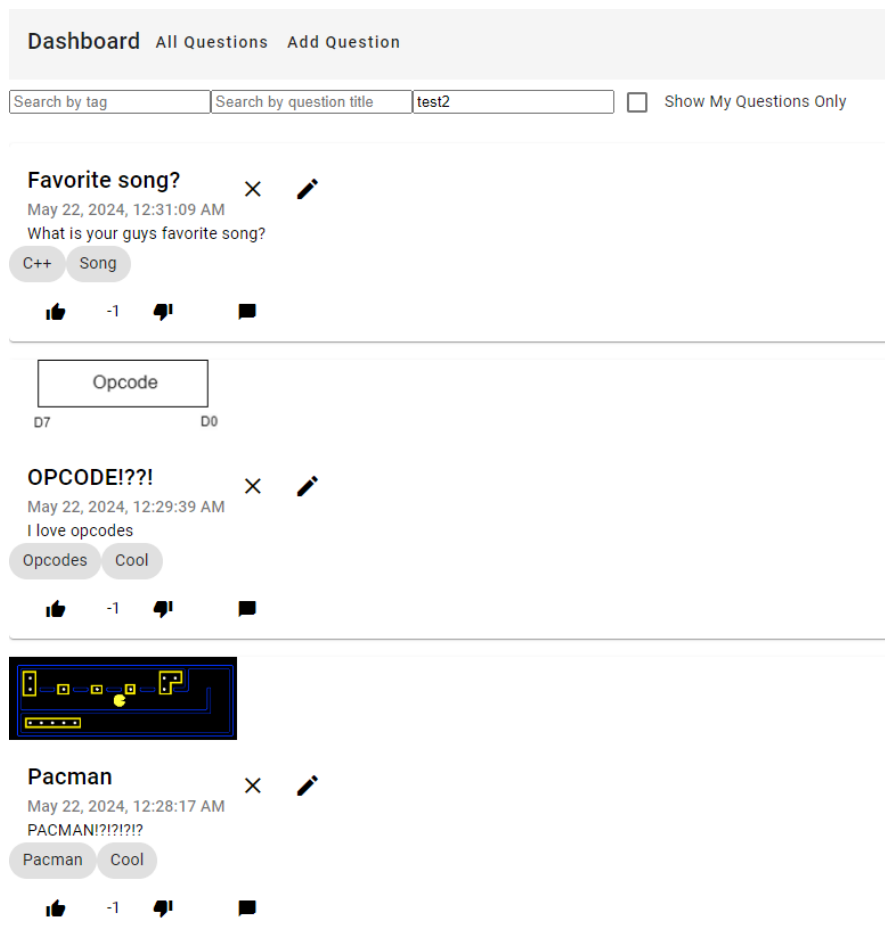 Dashboard All Questions Add Question
Search by tag Search by question title test2 Show My Questions Only
Favorite song?
May 22, 2024, 12:31:09 AM
What is your guys favorite song?
C++ Song
-1
Opcode
D7 D0
OPCODE!??!
May 22, 2024, 12:29:39 AM
I love opcodes
Opcodes Cool
-1
Pacman
May 22, 2024, 12:28:17 AM
PACMAN!?!?!?!?
Pacman Cool
-1